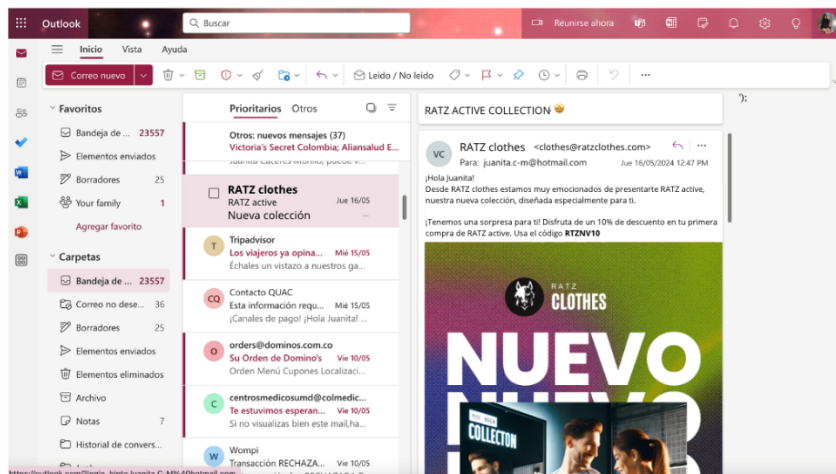 Outlook
Buscar
Reunirse ahora
Inicio Vista Ayuda
Correo nuevo
Leído / No leído
Favoritos
Bandeja de ... 23557
Elementos enviados
Borradores 25
Your family 1
Agregar favorito
Carpetas
Bandeja de ... 23557
Correo no dese... 36
Borradores 25
Elementos enviados
Elementos eliminados
Archivo
Notas 7
Historial de convers...
Prioritarios Otros
Otros: nuevos mensajes (37)
Victoria's Secret Colombia; Aliansalud E...
RATZ clothes
RATZ active Jue 16/05
Nueva colección
T
Tripadvisor
Los viajeros ya opina... Mié 15/05
Échales un vistazo a nuestros ga...
CQ
Contacto QUAC
Esta información requ... Mié 15/05
¡Canales de pago! ¡Hola Juanita! ...
O
orders@dominos.com.co
Su Orden de Domino's Vie 10/05
Orden Menú Cupones Localizaci...
C
centrosmedicosumd@colmedic...
Te estuvimos esperan... Vie 10/05
Si no visualizas bien este mail,ha...
W
Wompi
Transacción RECHAZA... Vie 10/05
RATZ ACTIVE COLLECTION 🤩
');
VC
RATZ clothes <clothes@ratzclothes.com>
Para: juanita.c-m@hotmail.com Jue 16/05/2024 12:47 PM
¡Hola Juanita!
Desde RATZ clothes estamos muy emocionados de presentarte RATZ active,
nuestra nueva colección, diseñada especialmente para ti.
¡Tenemos una sorpresa para ti! Disfruta de un 10% de descuento en tu primera
compra de RATZ active. Usa el código RTZNV10
RATZ
CLOTHES
NUEVO
NUEVO
COLLECTON